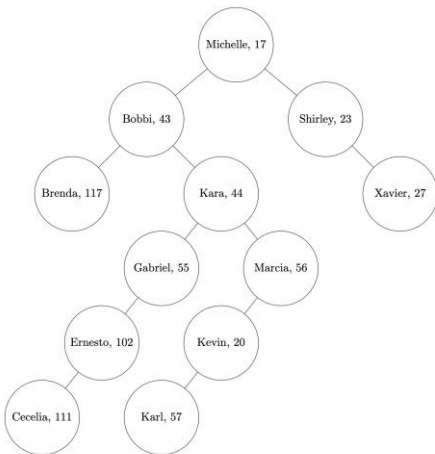 Michelle, 17
Bobbi, 43
Shirley, 23
Brenda, 117
Kara, 44
Xavier, 27
Gabriel, 55
Marcia, 56
Ernesto, 102
Kevin, 20
Cecelia, 111
Karl, 57